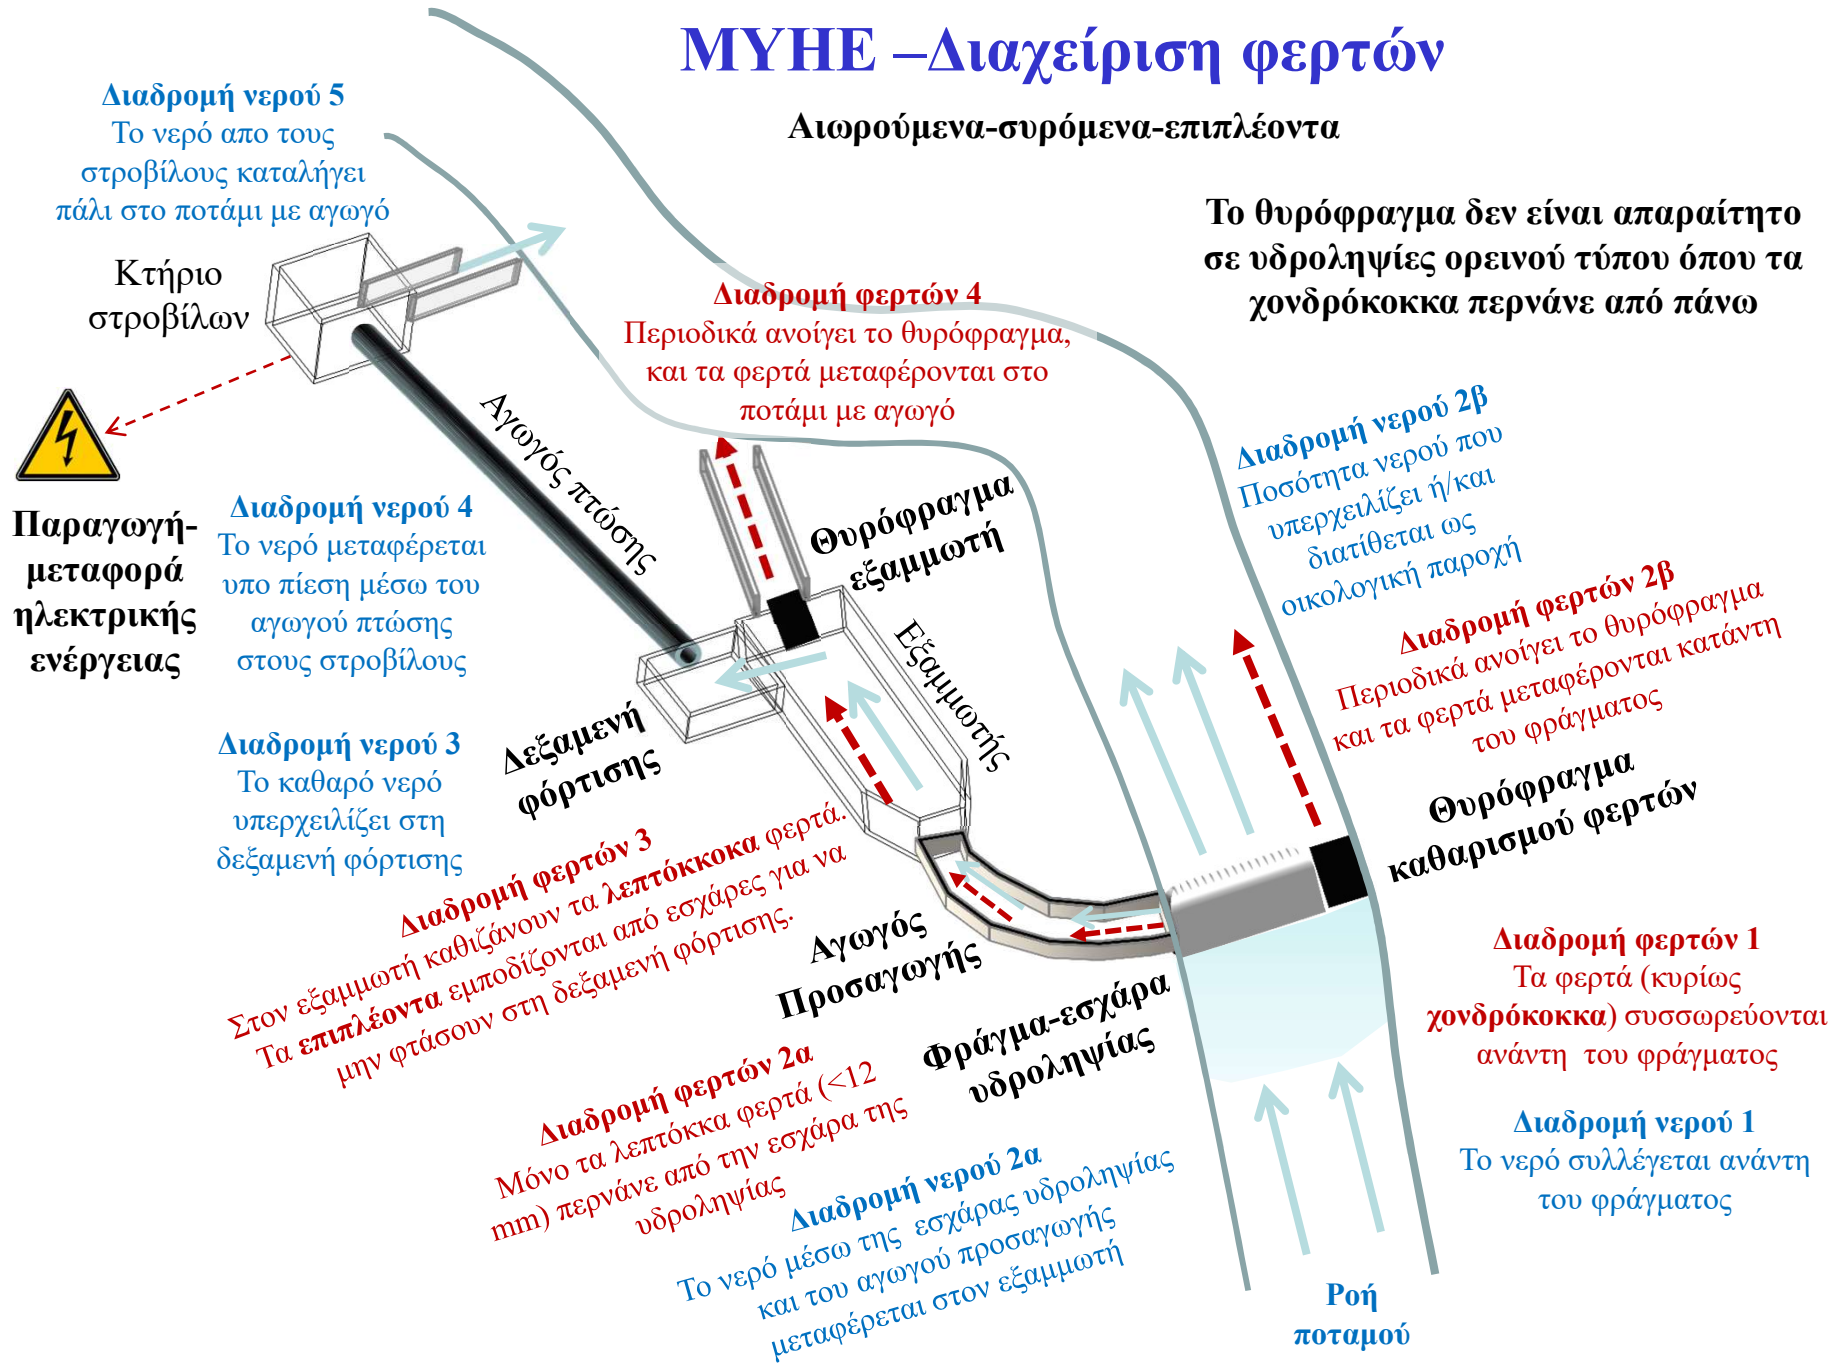 ΜΥΗΕ –Διαχείριση φερτών
Αιωρούμενα-συρόμενα-επιπλέοντα
Το θυρόφραγμα δεν είναι απαραίτητο
σε υδροληψίες ορεινού τύπου όπου τα
χονδρόκοκκα περνάνε από πάνω
Διαδρομή νερού 5
Το νερό απο τους
στροβίλους καταλήγει
πάλι στο ποτάμι με αγωγό
Κτήριο
στροβίλων
Διαδρομή φερτών 4
Περιοδικά ανοίγει το θυρόφραγμα,
και τα φερτά μεταφέρονται στο
ποτάμι με αγωγό
Αγωγός πτώσης
Παραγωγή-
μεταφορά
ηλεκτρικής
ενέργειας
Διαδρομή νερού 4
Το νερό μεταφέρεται
υπο πίεση μέσω του
αγωγού πτώσης
στους στροβίλους
Θυρόφραγμα
εξαμμωτή
Εξαμμωτής
Διαδρομή νερού 2β
Ποσότητα νερού που
υπερχειλίζει ή/και
διατίθεται ως
οικολογική παροχή
Διαδρομή φερτών 2β
Περιοδικά ανοίγει το θυρόφραγμα
και τα φερτά μεταφέρονται κατάντη
του φράγματος
Θυρόφραγμα
καθαρισμού φερτών
Δεξαμενή
φόρτισης
Διαδρομή νερού 3
Το καθαρό νερό
υπερχειλίζει στη
δεξαμενή φόρτισης
Διαδρομή φερτών 3
Στον εξαμμωτή καθιζάνουν τα λεπτόκκοκα φερτά.
Τα επιπλέοντα εμποδίζονται από εσχάρες για να
μην φτάσουν στη δεξαμενή φόρτισης.
Αγωγός
Προσαγωγής
Φράγμα-εσχάρα
υδροληψίας
Διαδρομή φερτών 1
Τα φερτά (κυρίως
χονδρόκοκκα) συσσωρεύονται
ανάντη του φράγματος
Διαδρομή φερτών 2α
Μόνο τα λεπτόκκα φερτά (<12
mm) περνάνε από την εσχάρα της
υδροληψίας
Διαδρομή νερού 2α
Το νερό μέσω της εσχάρας υδροληψίας
και του αγωγού προσαγωγής
μεταφέρεται στον εξαμμωτή
Διαδρομή νερού 1
Το νερό συλλέγεται ανάντη
του φράγματος
Ροή
ποταμού